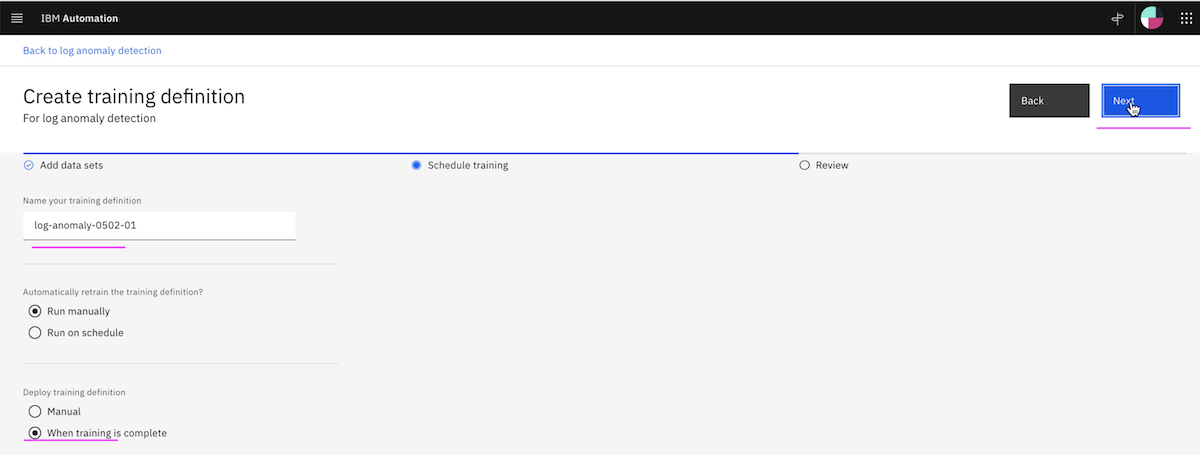 IBM Automation
Back to log anomaly detection
Create training definition
For log anomaly detection
Back
Next
Add data sets
Schedule training
Review
Name your training definition
log-anomaly-0502-01
Automatically retrain the training definition?
Run manually
Run on schedule
Deploy training definition
Manual
When training is complete